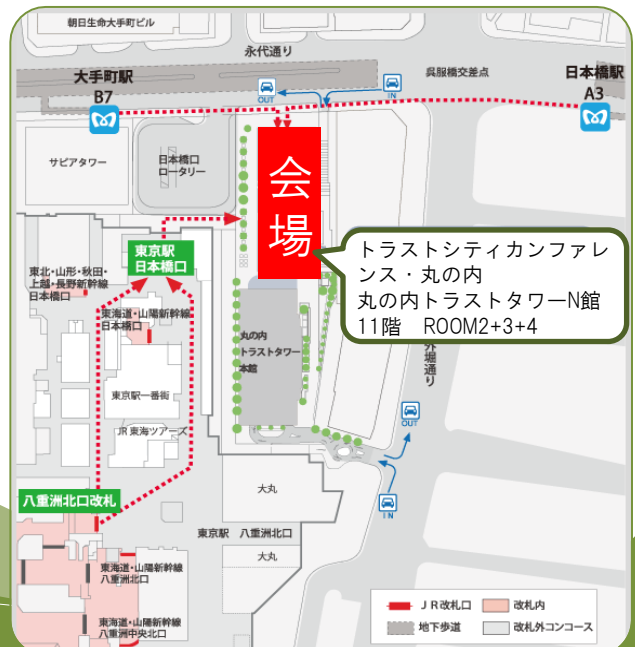 朝日生命大手町ビル
永代通り
大手町駅
B7
OUT
IN
呉服橋交差点
日本橋駅
A3
サピアタワー
日本橋口
ロータリー
会場
東京駅
日本橋口
トラストシティカンファレ
ンス・丸の内
丸の内トラストタワーN館
11階 ROOM2+3+4
東北・山形・秋田・
上越・長野新幹線
日本橋口
東海道・山陽新幹線
日本橋口
丸の内
トラストタワー
本館
外堀通り
東京駅一番街
JR東海ツアーズ
OUT
IN
八重洲北口改札
大丸
東京駅 八重洲北口
大丸
東海道・山陽新幹線
八重洲北口
東海道・山陽新幹線
八重洲中央北口
JR改札口
改札内
地下歩道
改札外コンコース